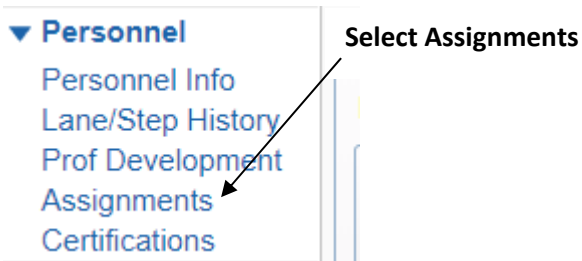 ▼ Personnel
Select Assignments
Personnel Info
Lane/Step History
Prof Development
Assignments
Certifications